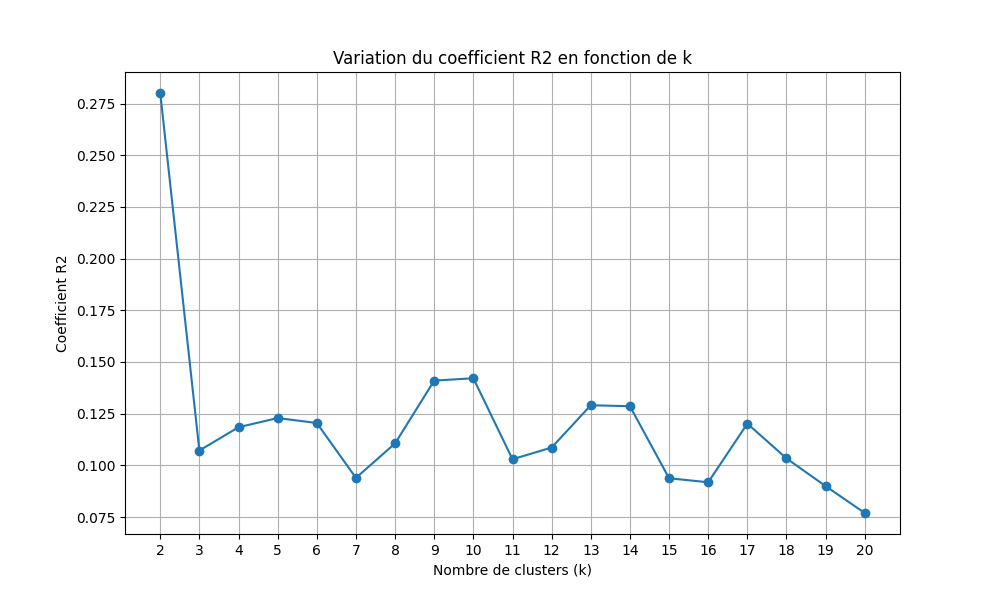 Variation du coefficient R2 en fonction de k
Coefficient R2
0.275
0.250
0.225
0.200
0.175
0.150
0.125
0.100
0.075
2 3 4 5 6 7 8 9 10 11 12 13 14 15 16 17 18 19 20
Nombre de clusters (k)